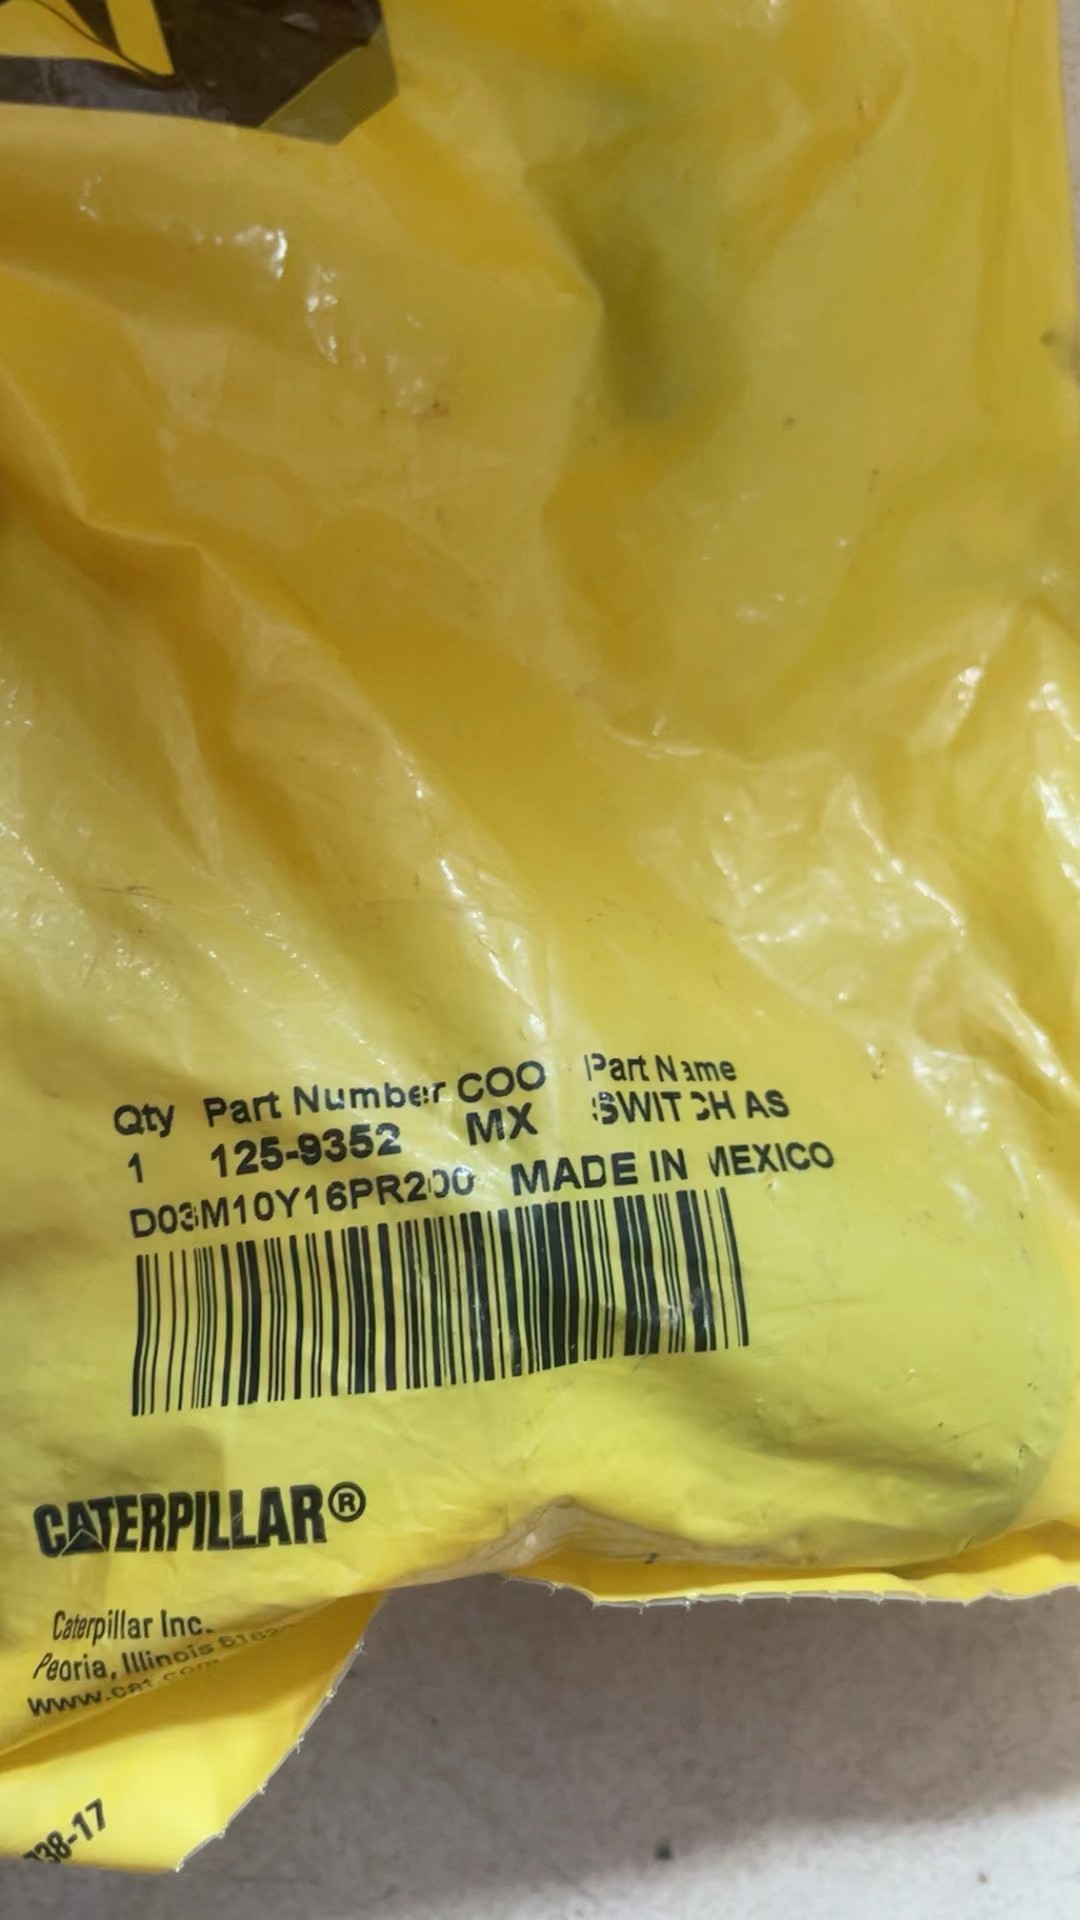 Qty Part Number COO Part Name
1 125-9352 MX SWITCH AS
D03M10Y16PR200 MADE IN MEXICO
CATERPILLAR®
Caterpillar Inc.
Peoria, Illinois
www.cat.com
38-17